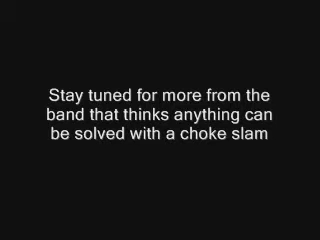 Stay tuned for more from the
band that thinks anything can
be solved with a choke slam